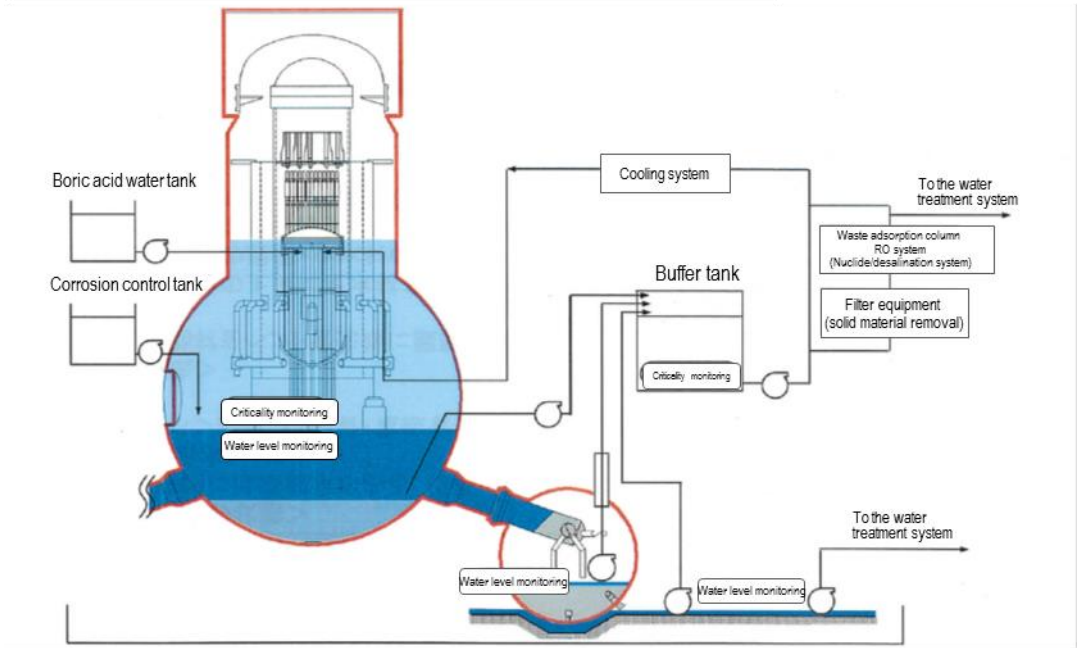 Boric acid water tank
Corrosion control tank
Cooling system
To the water
treatment system
Waste adsorption column
RO system
(Nuclide/desalination system)
Buffer tank
Filter equipment
(solid material removal)
Criticality monitoring
Criticality monitoring
Water level monitoring
To the water
treatment system
Water level monitoring
Water level monitoring